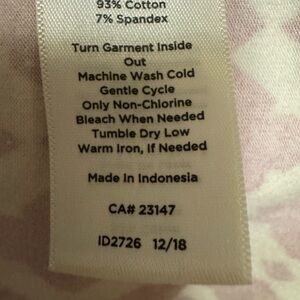 93% Cotton
7% Spandex
Turn Garment Inside
Out
Machine Wash Cold
Gentle Cycle
Only Non-Chlorine
Bleach When Needed
Tumble Dry Low
Warm Iron, If Needed
Made in Indonesia
CA# 23147
ID2726 12/18